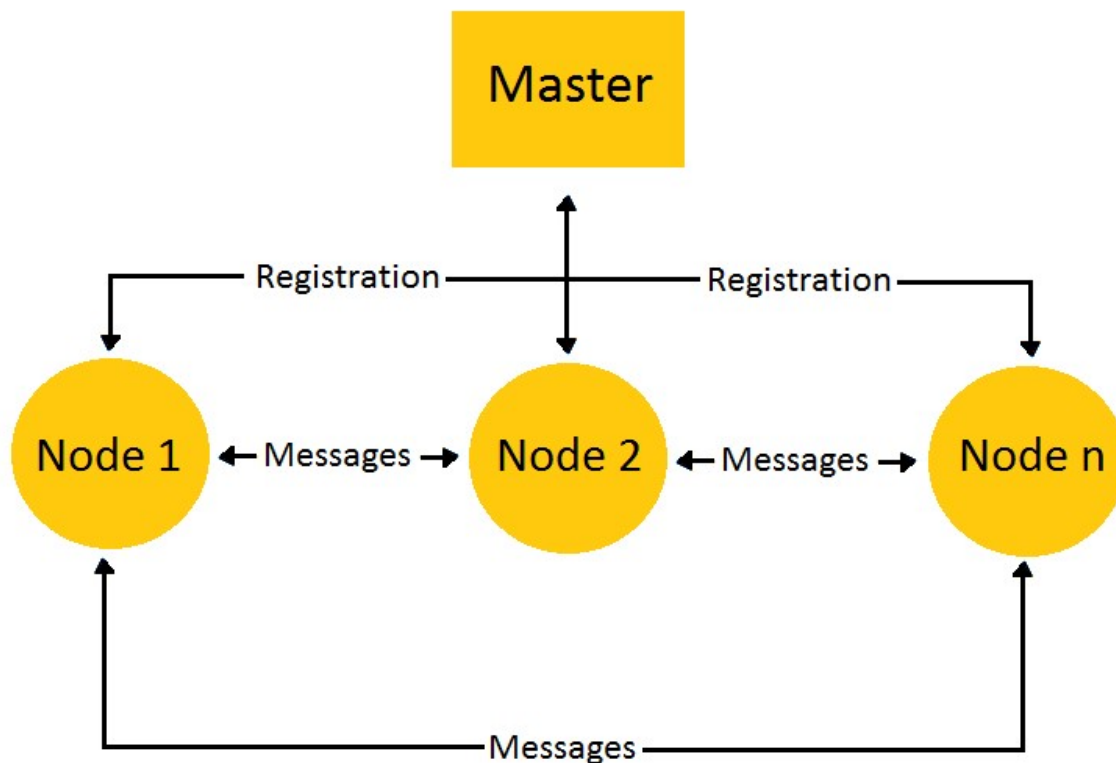 Master
Registration
Registration
Node 1
Messages
Node 2
Messages
Node n
Messages